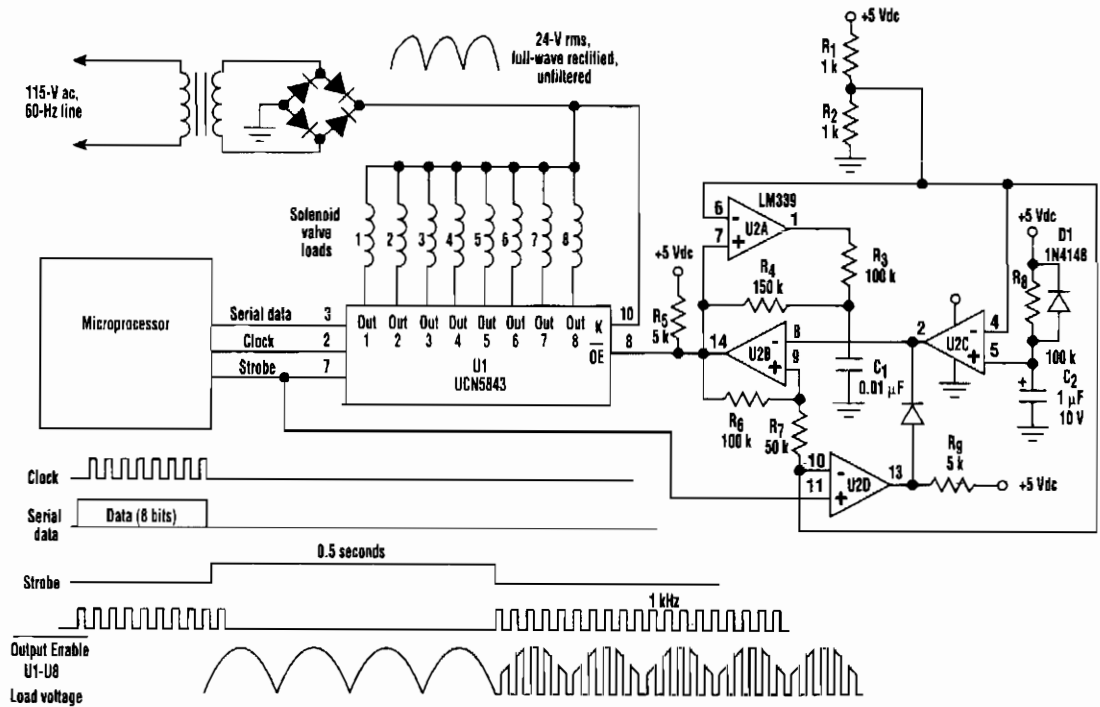 24-V rms,
full-wave rectified,
unfiltered
115-V ac,
60-Hz line
+5 Vdc
R1
1 k
R2
1 k
Solenoid
valve
loads
1 2 3 4 5 6 7 8
LM339
6
7
U2A
1
+5 Vdc
R5
5 k
R4
150 k
R3
100 k
+5 Vdc
D1
1N4148
R8
100 k
Microprocessor
Serial data 3
Clock 2
Strobe 7
Out Out Out Out Out Out Out Out K
1 2 3 4 5 6 7 8 OE
U1
UCN5843
10
8
14
U2B
8
9
C1
0.01 µF
2
U2C
4
5
C2
1 µF
10 V
R6
100 k
R7
50 k
10
11
U2D
13
R9
5 k
+5 Vdc
Clock
Serial
data
Data (8 bits)
Strobe
0.5 seconds
1 kHz
Output Enable
U1-U8
Load voltage